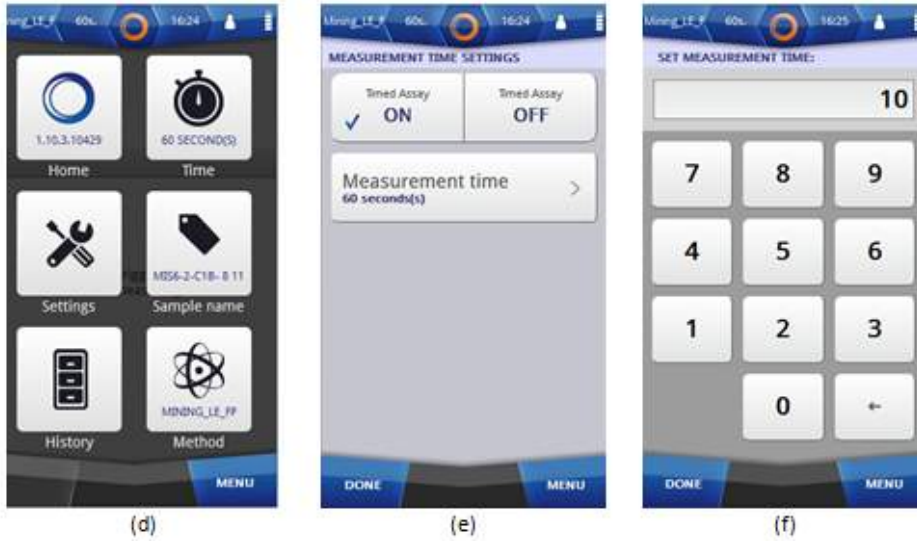 ning_LE_F 60s. 16:24
1.10.3.10429
Home
60 SECOND(S)
Time
Settings
MIS6-2-C1B- 8 11
Sample name
History
MINING_LE_FP
Method
MENU
(d)
Mining_LE_F 60s. 16:24
MEASUREMENT TIME SETTINGS
Timed Assay
ON
Timed Assay
OFF
Measurement time
60 seconds(s)
DONE MENU
(e)
Mining_LE_F 60s. 16:25
SET MEASUREMENT TIME:
10
7 8 9
4 5 6
1 2 3
0 ←
DONE MENU
(f)